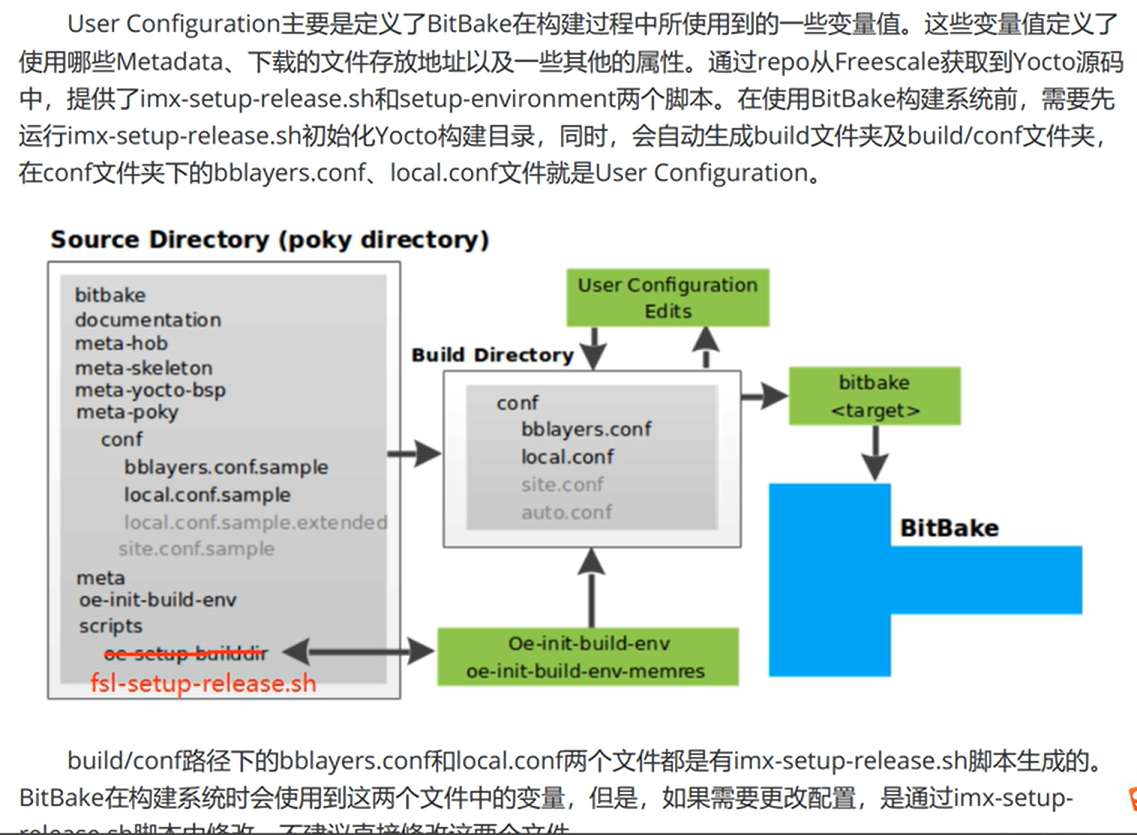 User Configuration主要是定义了BitBake在构建过程中所使用到的一些变量值。这些变量值定义了
使用哪些Metadata、下载的文件存放地址以及一些其他的属性。通过repo从Freescale获取到Yocto源码
中，提供了imx-setup-release.sh和setup-environment两个脚本。在使用BitBake构建系统前，需要先
运行imx-setup-release.sh初始化Yocto构建目录，同时，会自动生成build文件夹及build/conf文件夹，
在conf文件夹下的bblayers.conf、local.conf文件就是User Configuration。
Source Directory (poky directory)
bitbake
documentation
meta-hob
meta-skeleton
meta-yocto-bsp
meta-poky
conf
bblayers.conf.sample
local.conf.sample
local.conf.sample.extended
site.conf.sample
meta
oe-init-build-env
scripts
oe-setup-builddir
fsl-setup-release.sh
User Configuration
Edits
Build Directory
conf
bblayers.conf
local.conf
site.conf
auto.conf
bitbake
<target>
BitBake
Oe-init-build-env
oe-init-build-env-memres
build/conf路径下的bblayers.conf和local.conf两个文件都是有imx-setup-release.sh脚本生成的。
BitBake在构建系统时会使用到这两个文件中的变量，但是，如果需要更改配置，是通过imx-setup-
release.sh脚本中修改，不建议直接修改这两个文件